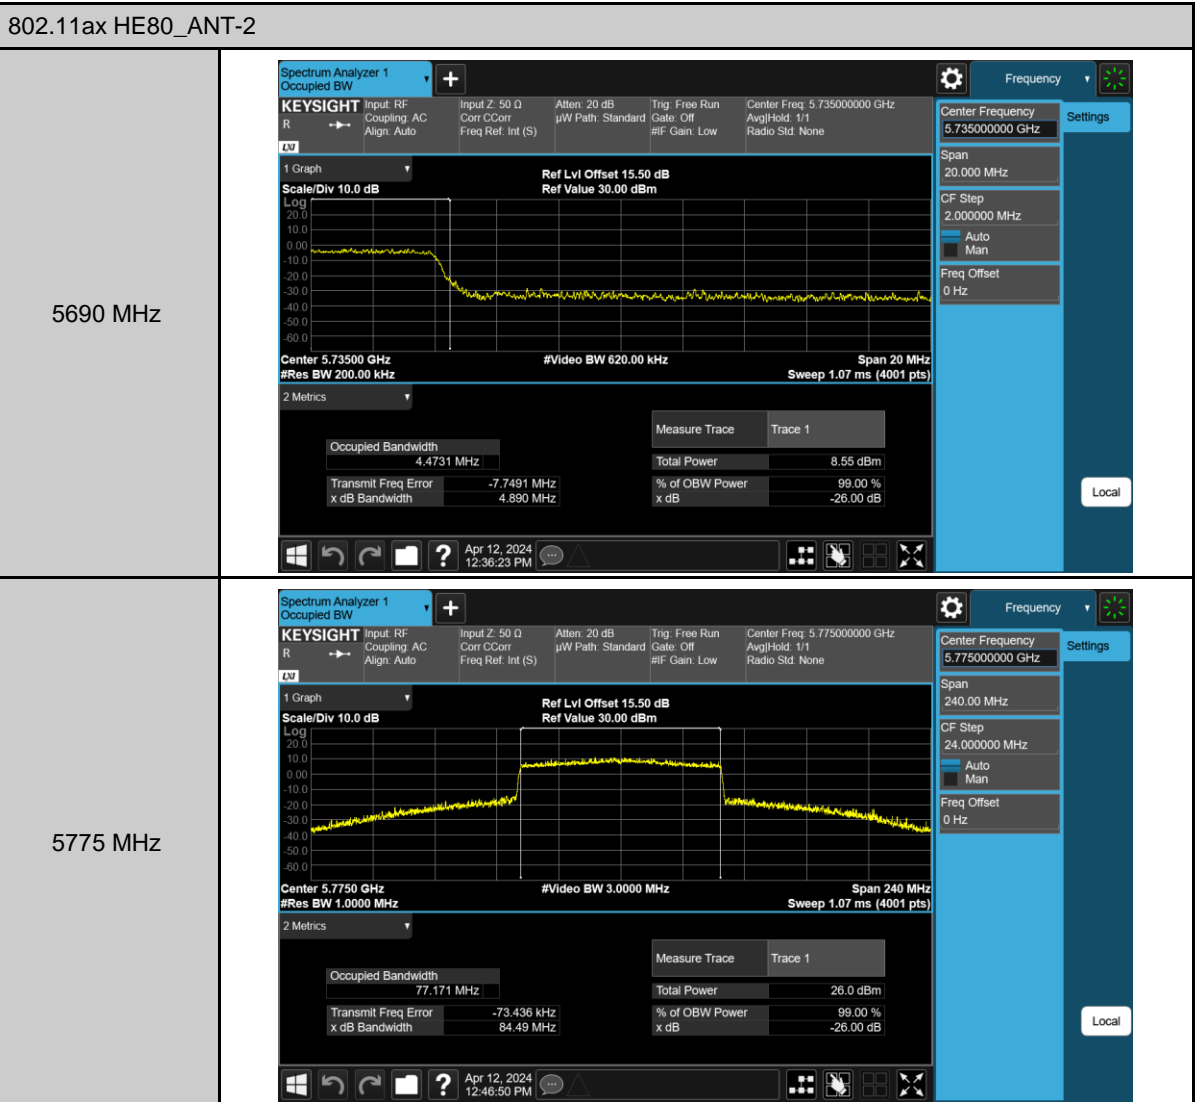 802.11ax HE80_ANT-2
5690 MHz
Spectrum Analyzer 1
Occupied BW
Frequency
KEYSIGHT
R
LXI
Input: RF
Coupling: AC
Align: Auto
Input Z: 50 Ω
Corr CCorr
Freq Ref: Int (S)
Atten: 20 dB
µW Path: Standard
Trig: Free Run
Gate: Off
#IF Gain: Low
Center Freq: 5.735000000 GHz
Avg|Hold: 1/1
Radio Std: None
Center Frequency
5.735000000 GHz
Settings
Span
20.000 MHz
CF Step
2.000000 MHz
Auto
Man
Freq Offset
0 Hz
Local
1 Graph
Scale/Div 10.0 dB
Ref Lvl Offset 15.50 dB
Ref Value 30.00 dBm
Log
20.0
10.0
0.00
-10.0
-20.0
-30.0
-40.0
-50.0
-60.0
Center 5.73500 GHz
#Video BW 620.00 kHz
Span 20 MHz
#Res BW 200.00 kHz
Sweep 1.07 ms (4001 pts)
2 Metrics
Measure Trace Trace 1
Occupied Bandwidth
4.4731 MHz
Total Power 8.55 dBm
Transmit Freq Error -7.7491 MHz
% of OBW Power 99.00 %
x dB Bandwidth 4.890 MHz
x dB -26.00 dB
?
Apr 12, 2024
12:36:23 PM
5775 MHz
Spectrum Analyzer 1
Occupied BW
Frequency
KEYSIGHT
R
LXI
Input: RF
Coupling: AC
Align: Auto
Input Z: 50 Ω
Corr CCorr
Freq Ref: Int (S)
Atten: 20 dB
µW Path: Standard
Trig: Free Run
Gate: Off
#IF Gain: Low
Center Freq: 5.775000000 GHz
Avg|Hold: 1/1
Radio Std: None
Center Frequency
5.775000000 GHz
Settings
Span
240.00 MHz
CF Step
24.000000 MHz
Auto
Man
Freq Offset
0 Hz
Local
1 Graph
Scale/Div 10.0 dB
Ref Lvl Offset 15.50 dB
Ref Value 30.00 dBm
Log
20.0
10.0
0.00
-10.0
-20.0
-30.0
-40.0
-50.0
-60.0
Center 5.7750 GHz
#Video BW 3.0000 MHz
Span 240 MHz
#Res BW 1.0000 MHz
Sweep 1.07 ms (4001 pts)
2 Metrics
Measure Trace Trace 1
Occupied Bandwidth
77.171 MHz
Total Power 26.0 dBm
Transmit Freq Error -73.436 kHz
% of OBW Power 99.00 %
x dB Bandwidth 84.49 MHz
x dB -26.00 dB
?
Apr 12, 2024
12:46:50 PM